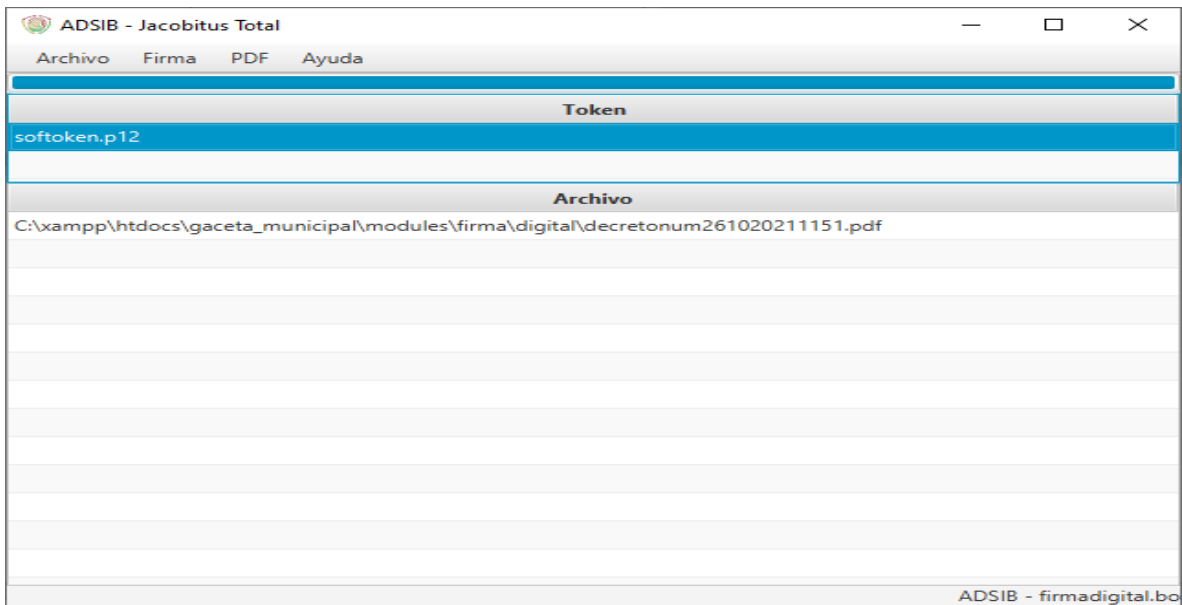 ADSIB - Jacobitus Total
Archivo Firma PDF Ayuda
Token
softoken.p12
Archivo
C:\xampp\htdocs\gaceta_municipal\modules\firma\digital\decretonum261020211151.pdf
ADSIB - firmadigital.bo